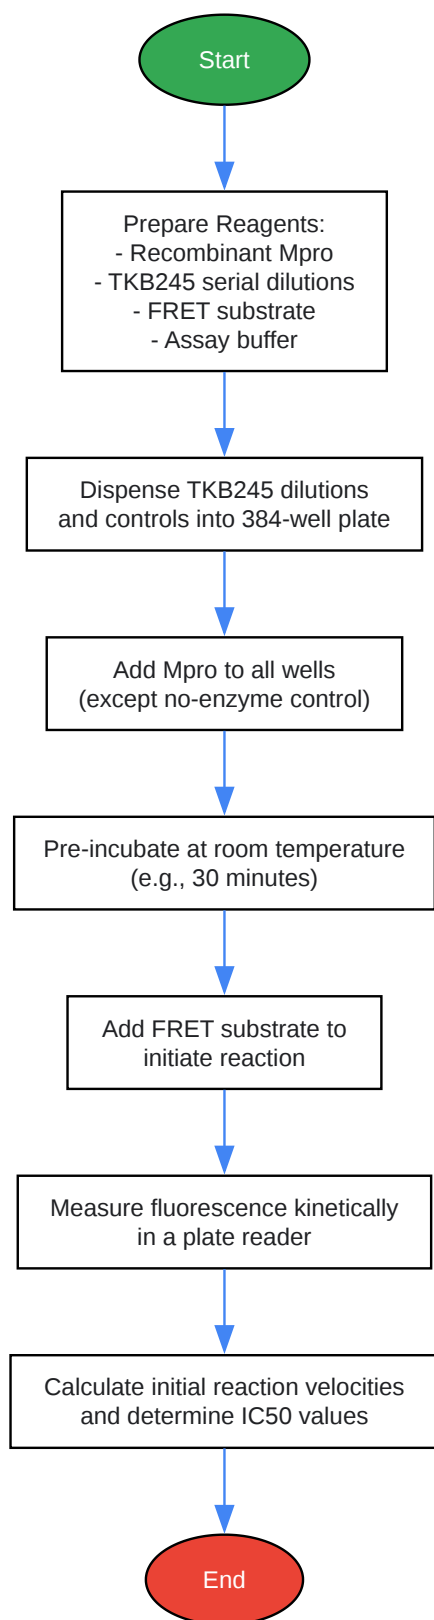 Start
Prepare Reagents:
- Recombinant Mpro
- TKB245 serial dilutions
- FRET substrate
- Assay buffer
Dispense TKB245 dilutions
and controls into 384-well plate
Add Mpro to all wells
(except no-enzyme control)
Pre-incubate at room temperature
(e.g., 30 minutes)
Add FRET substrate to
initiate reaction
Measure fluorescence kinetically
in a plate reader
Calculate initial reaction velocities
and determine IC50 values
End